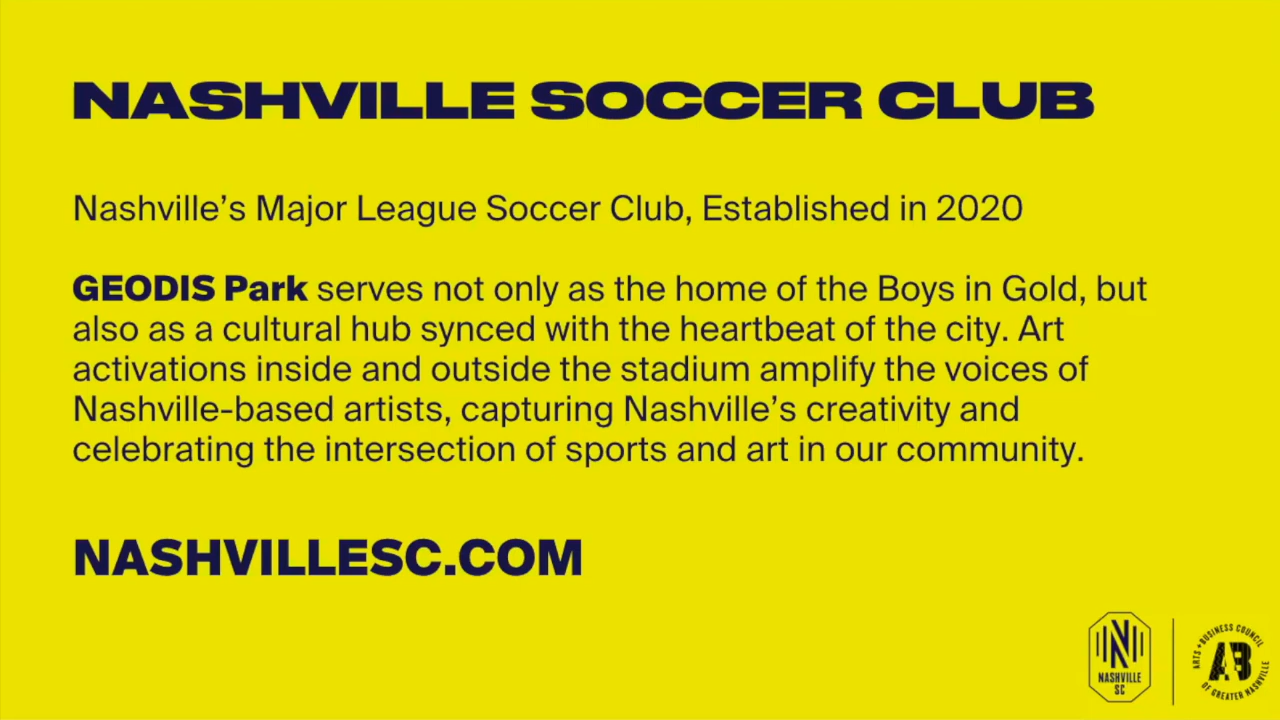 NASHVILLE SOCCER CLUB
Nashville’s Major League Soccer Club, Established in 2020
GEODIS Park serves not only as the home of the Boys in Gold, but
also as a cultural hub synced with the heartbeat of the city. Art
activations inside and outside the stadium amplify the voices of
Nashville-based artists, capturing Nashville’s creativity and
celebrating the intersection of sports and art in our community.
NASHVILLESC.COM
N
NASHVILLE
SC
ARTS + BUSINESS COUNCIL
AB
OF GREATER NASHVILLE